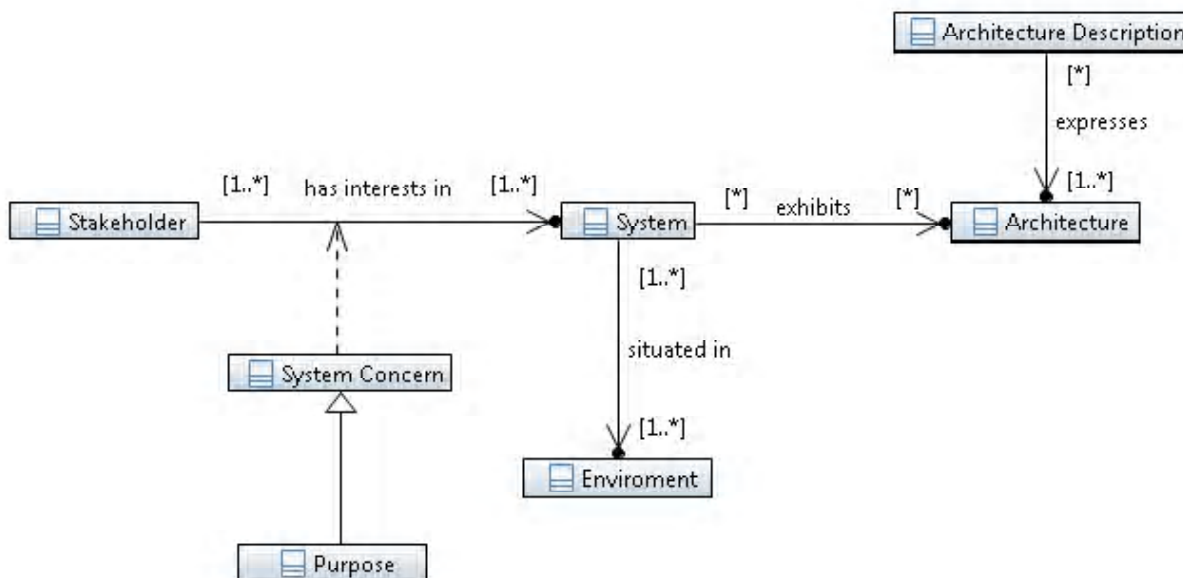 Architecture Description
[*]
expresses
[1..*]
[1..*] has interests in [1..*]
[*] exhibits [*]
Stakeholder
System
Architecture
[1..*]
situated in
System Concern
[1..*]
Enviroment
Purpose